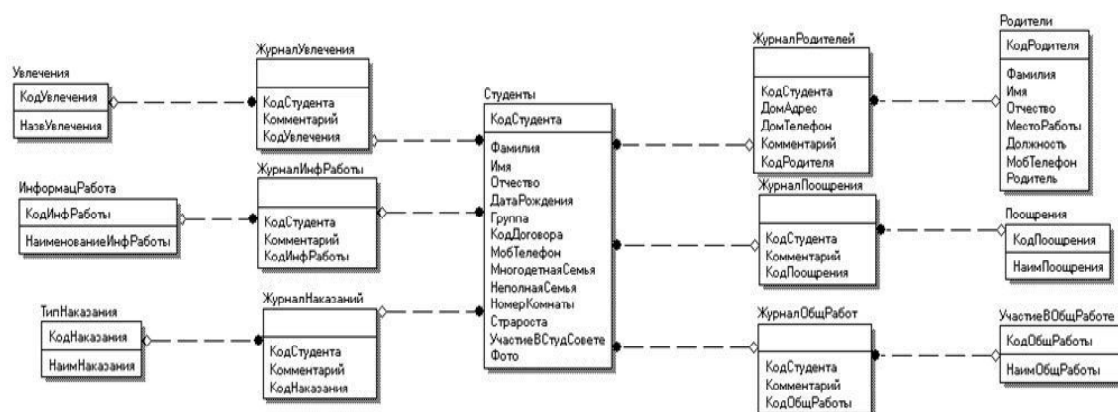 Увлечения
КодУвлечения
НазвУвлечения
ЖурналУвлечения
КодСтудента
Комментарий
КодУвлечения
ИнформацРабота
КодИнфРаботы
НаименованиеИнфРаботы
ЖурналИнфРаботы
КодСтудента
Комментарий
КодИнфРаботы
ТипНаказания
КодНаказания
НаимНаказания
ЖурналНаказаний
КодСтудента
Комментарий
КодНаказания
Студенты
КодСтудента
Фамилия
Имя
Отчество
ДатаРождения
Группа
КодДоговора
МобТелефон
МногодетнаяСемья
НеполнаяСемья
НомерКомнаты
Страроста
УчастиеВСтудСовете
Фото
ЖурналРодителей
КодСтудента
ДомАдрес
ДомТелефон
Комментарий
КодРодителя
Родители
КодРодителя
Фамилия
Имя
Отчество
МестоРаботы
Должность
МобТелефон
Родитель
ЖурналПоощрения
КодСтудента
Комментарий
КодПоощрения
Поощрения
КодПоощрения
НаимПоощрения
ЖурналОбщРабот
КодСтудента
Комментарий
КодОбщРаботы
УчастиеВОбщРаботе
КодОбщРаботы
НаимОбщРаботы